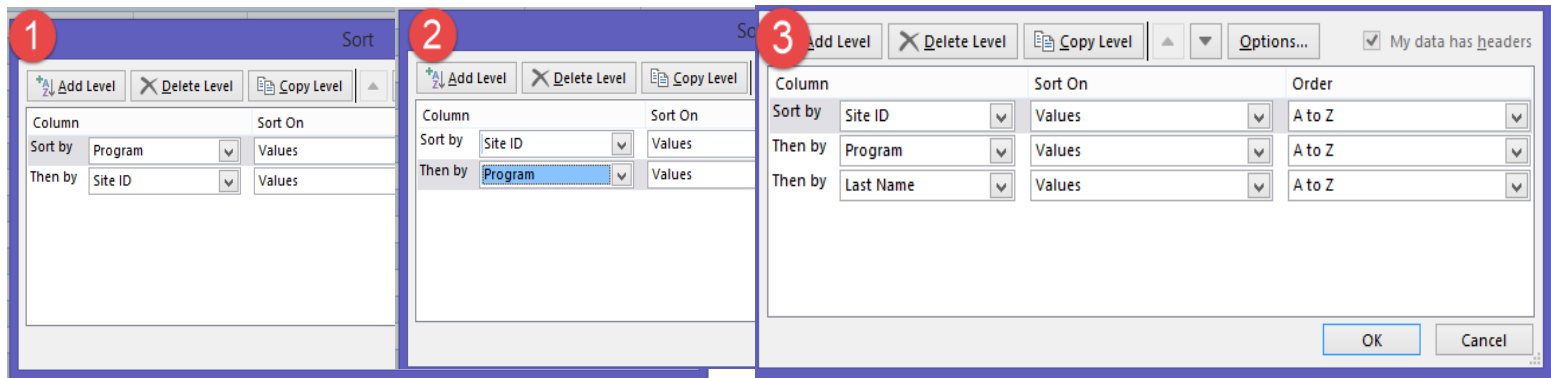 1
Sort
Add Level Delete Level Copy Level
Column Sort On
Sort by Program Values
Then by Site ID Values
2
So
Add Level Delete Level Copy Level
Column Sort On
Sort by Site ID Values
Then by Program Values
3
Add Level Delete Level Copy Level Options... My data has headers
Column Sort On Order
Sort by Site ID Values A to Z
Then by Program Values A to Z
Then by Last Name Values A to Z
OK Cancel